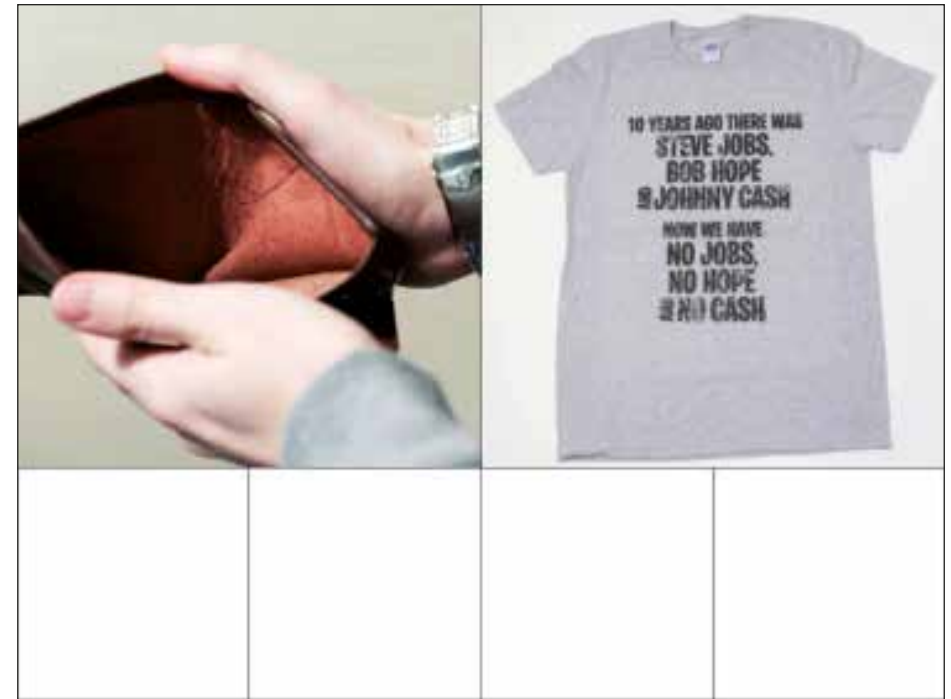 10 YEARS AGO THERE WAS
STEVE JOBS,
BOB HOPE
& JOHNNY CASH
NOW WE HAVE
NO JOBS,
NO HOPE
& NO CASH